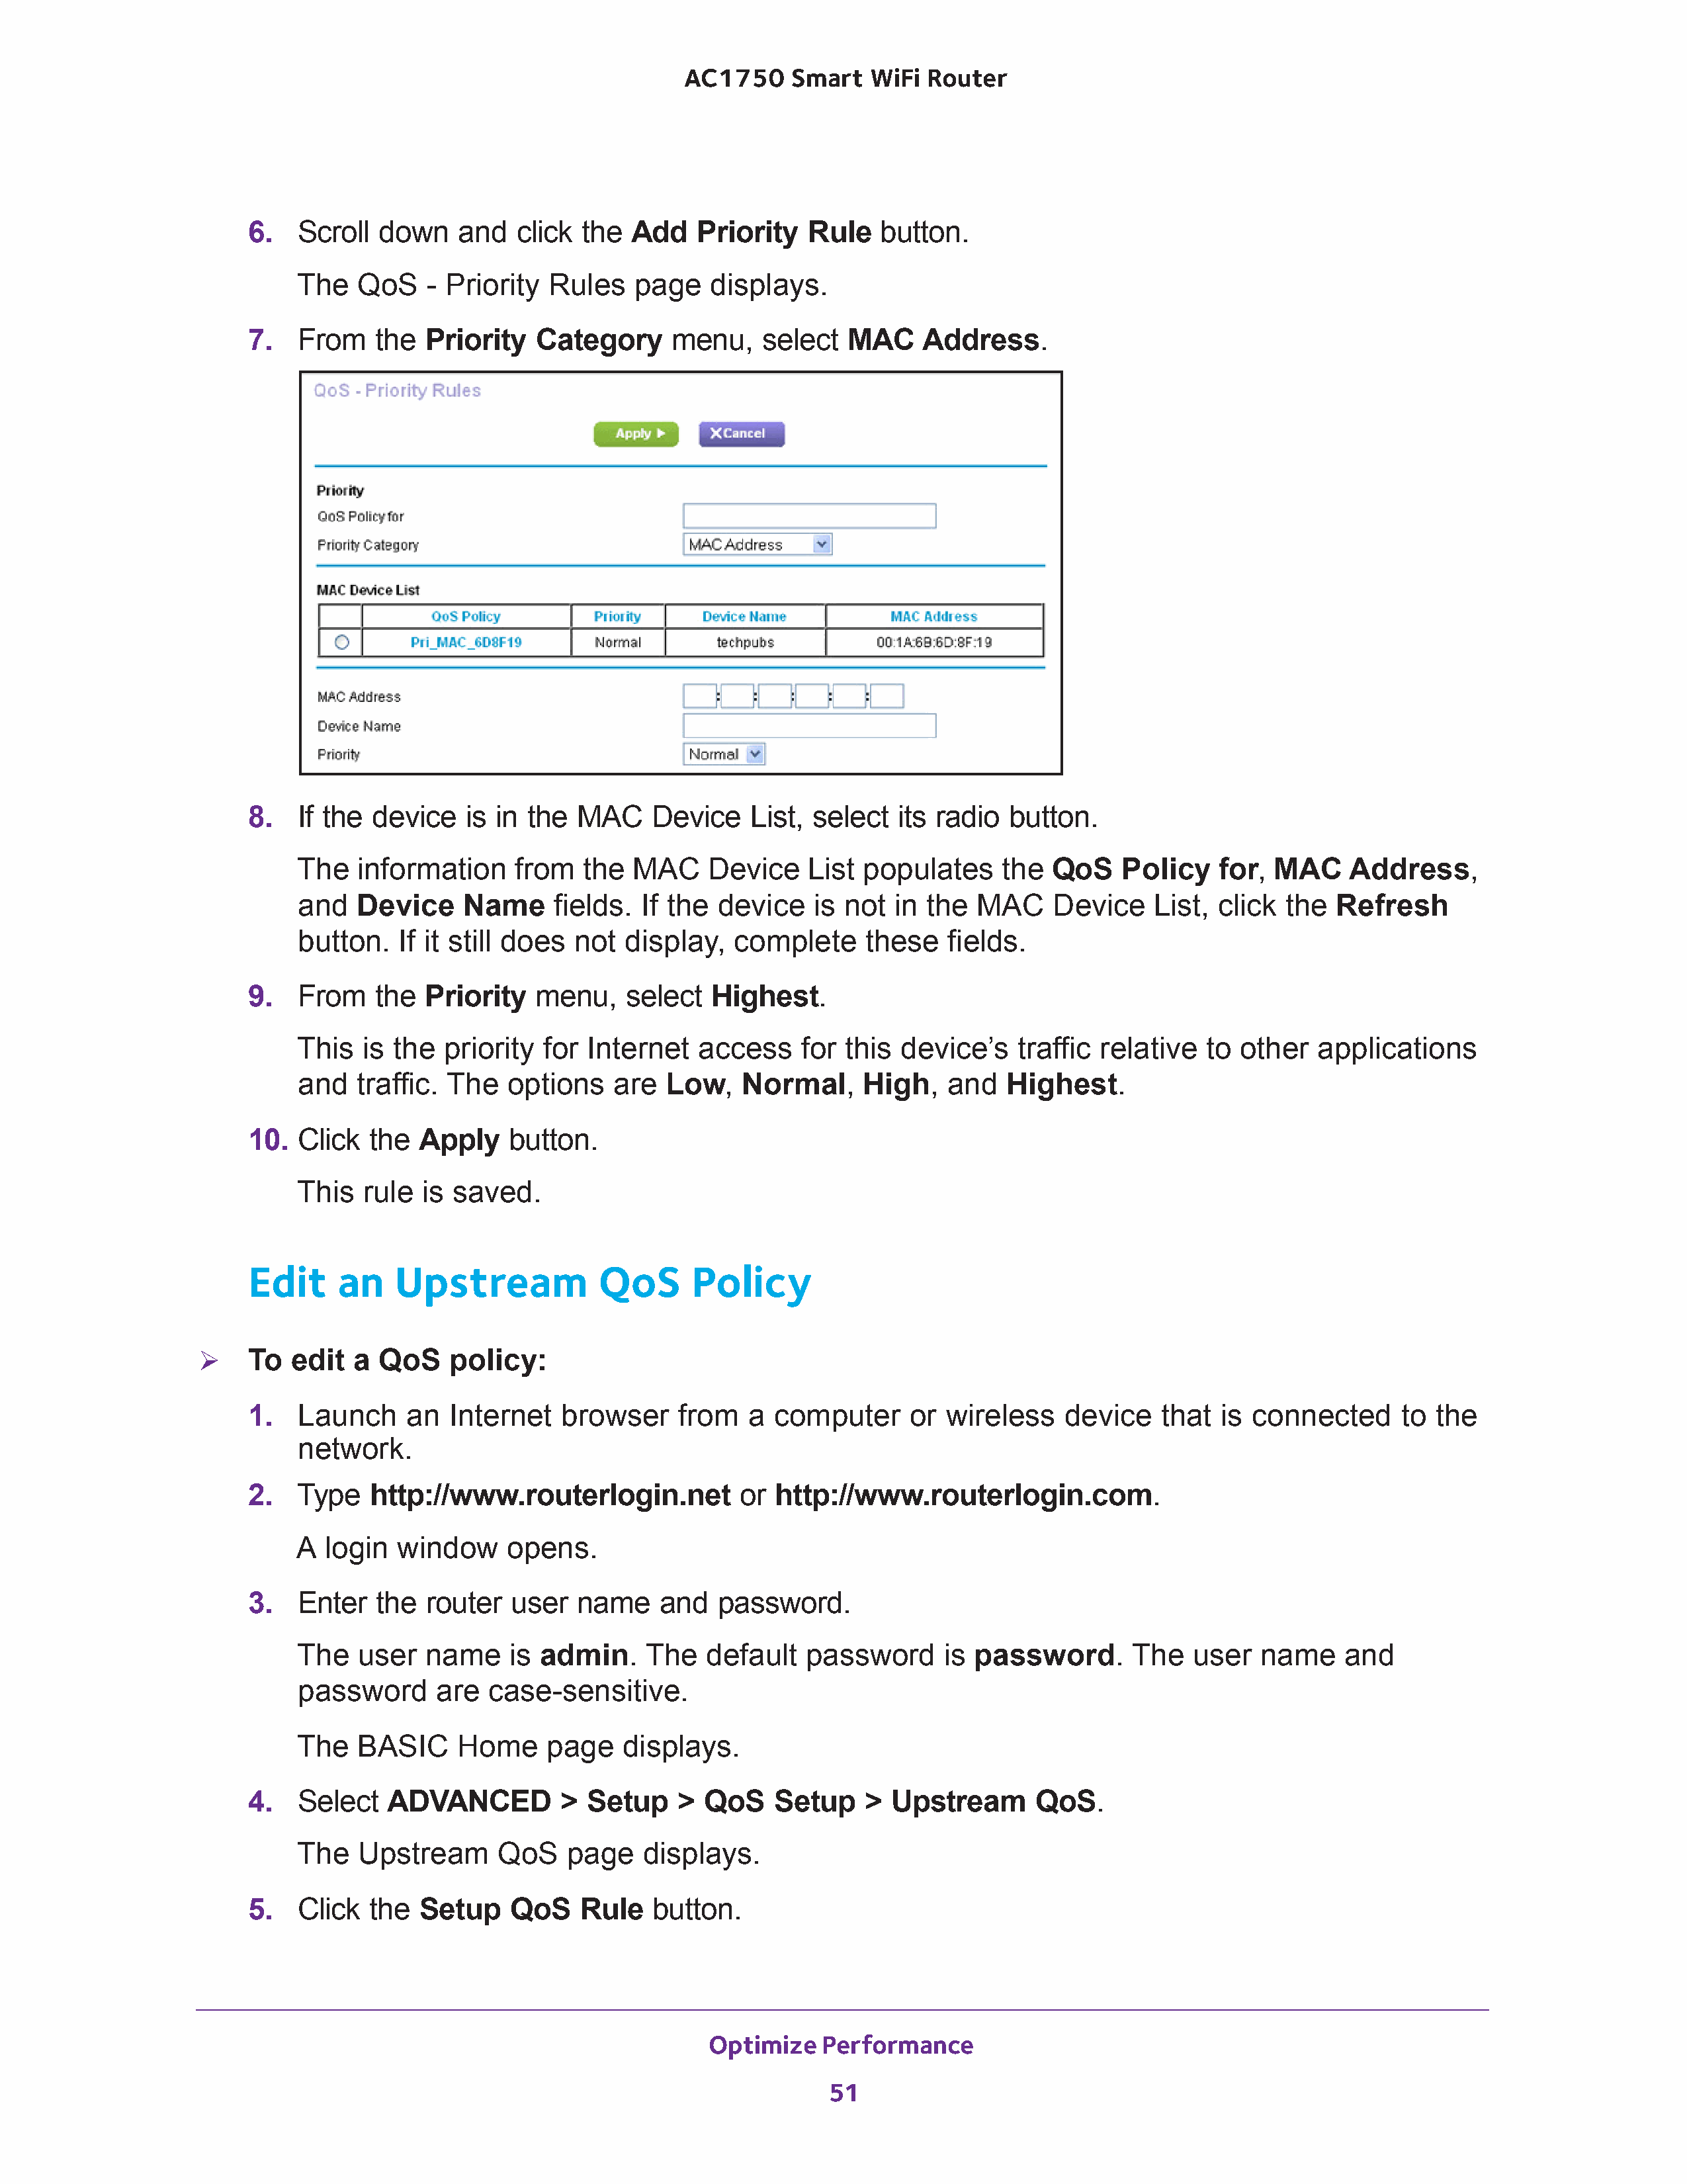 AC1750 Smart WiFi Router
6. Scroll down and click the Add Priority Rule button.
The QoS - Priority Rules page displays.
7. From the Priority Category menu, select MAC Address.
QoS - Priority Rules
Apply ▶ XCancel
Priority
QoS Policy for
Priority Category MAC Address
MAC Device List
QoS Policy Priority Device Name MAC Address
Pri_MAC_6D8F19 Normal techpubs 00:1A:6B:6D:8F:19
MAC Address : : : : :
Device Name
Priority Normal
8. If the device is in the MAC Device List, select its radio button.
The information from the MAC Device List populates the QoS Policy for, MAC Address,
and Device Name fields. If the device is not in the MAC Device List, click the Refresh
button. If it still does not display, complete these fields.
9. From the Priority menu, select Highest.
This is the priority for Internet access for this device’s traffic relative to other applications
and traffic. The options are Low, Normal, High, and Highest.
10. Click the Apply button.
This rule is saved.
Edit an Upstream QoS Policy
➢ To edit a QoS policy:
1. Launch an Internet browser from a computer or wireless device that is connected to the
network.
2. Type http://www.routerlogin.net or http://www.routerlogin.com.
A login window opens.
3. Enter the router user name and password.
The user name is admin. The default password is password. The user name and
password are case-sensitive.
The BASIC Home page displays.
4. Select ADVANCED > Setup > QoS Setup > Upstream QoS.
The Upstream QoS page displays.
5. Click the Setup QoS Rule button.
Optimize Performance
51